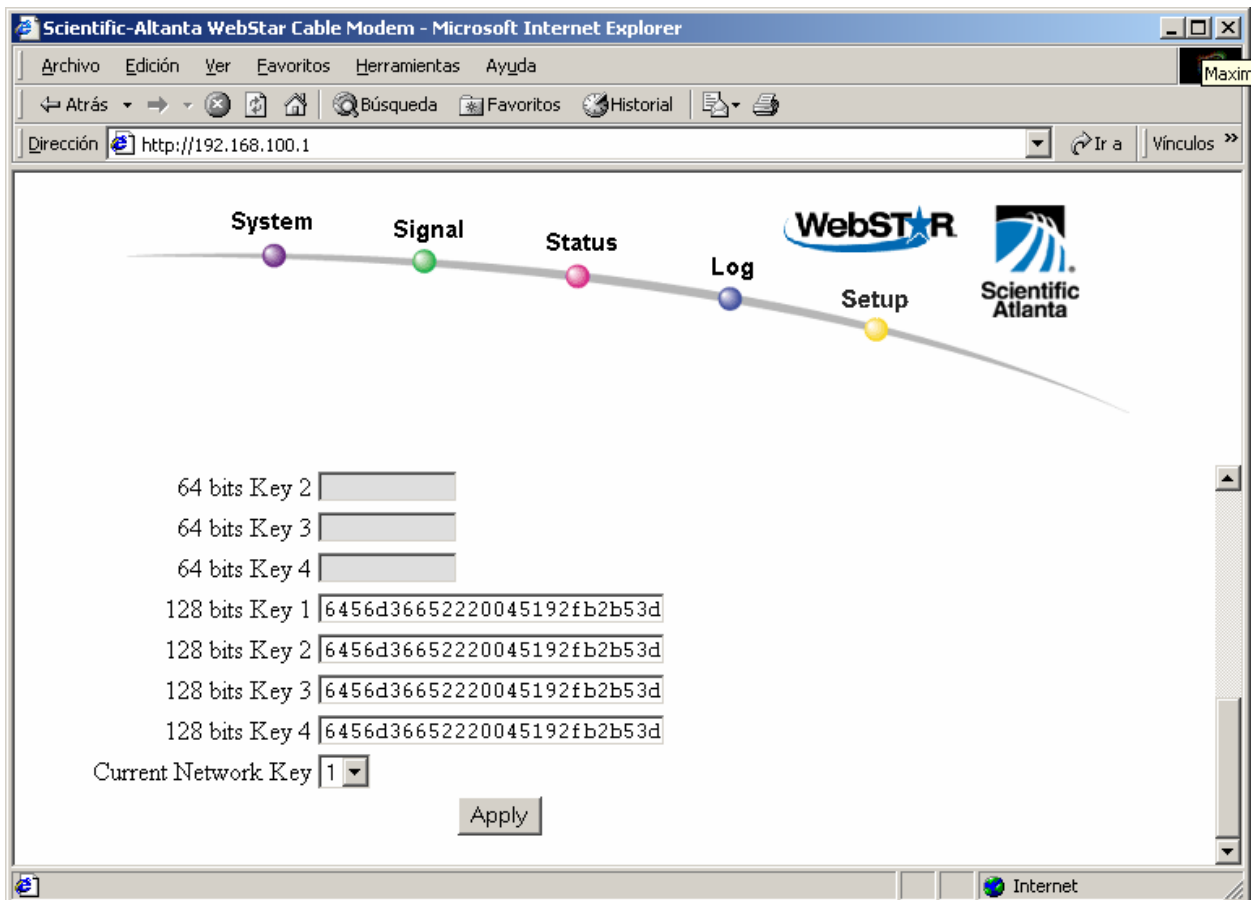 Scientific-Altanta WebStar Cable Modem - Microsoft Internet Explorer
Archivo Edición Ver Favoritos Herramientas Ayuda
Maxim
Atrás Búsqueda Favoritos Historial
Dirección http://192.168.100.1 Ir a Vínculos »
System
Signal
Status
Log
Setup
WebSTAR
Scientific
Atlanta
64 bits Key 2
64 bits Key 3
64 bits Key 4
128 bits Key 1 6456d36652220045192fb2b53d
128 bits Key 2 6456d36652220045192fb2b53d
128 bits Key 3 6456d36652220045192fb2b53d
128 bits Key 4 6456d36652220045192fb2b53d
Current Network Key 1
Apply
Internet